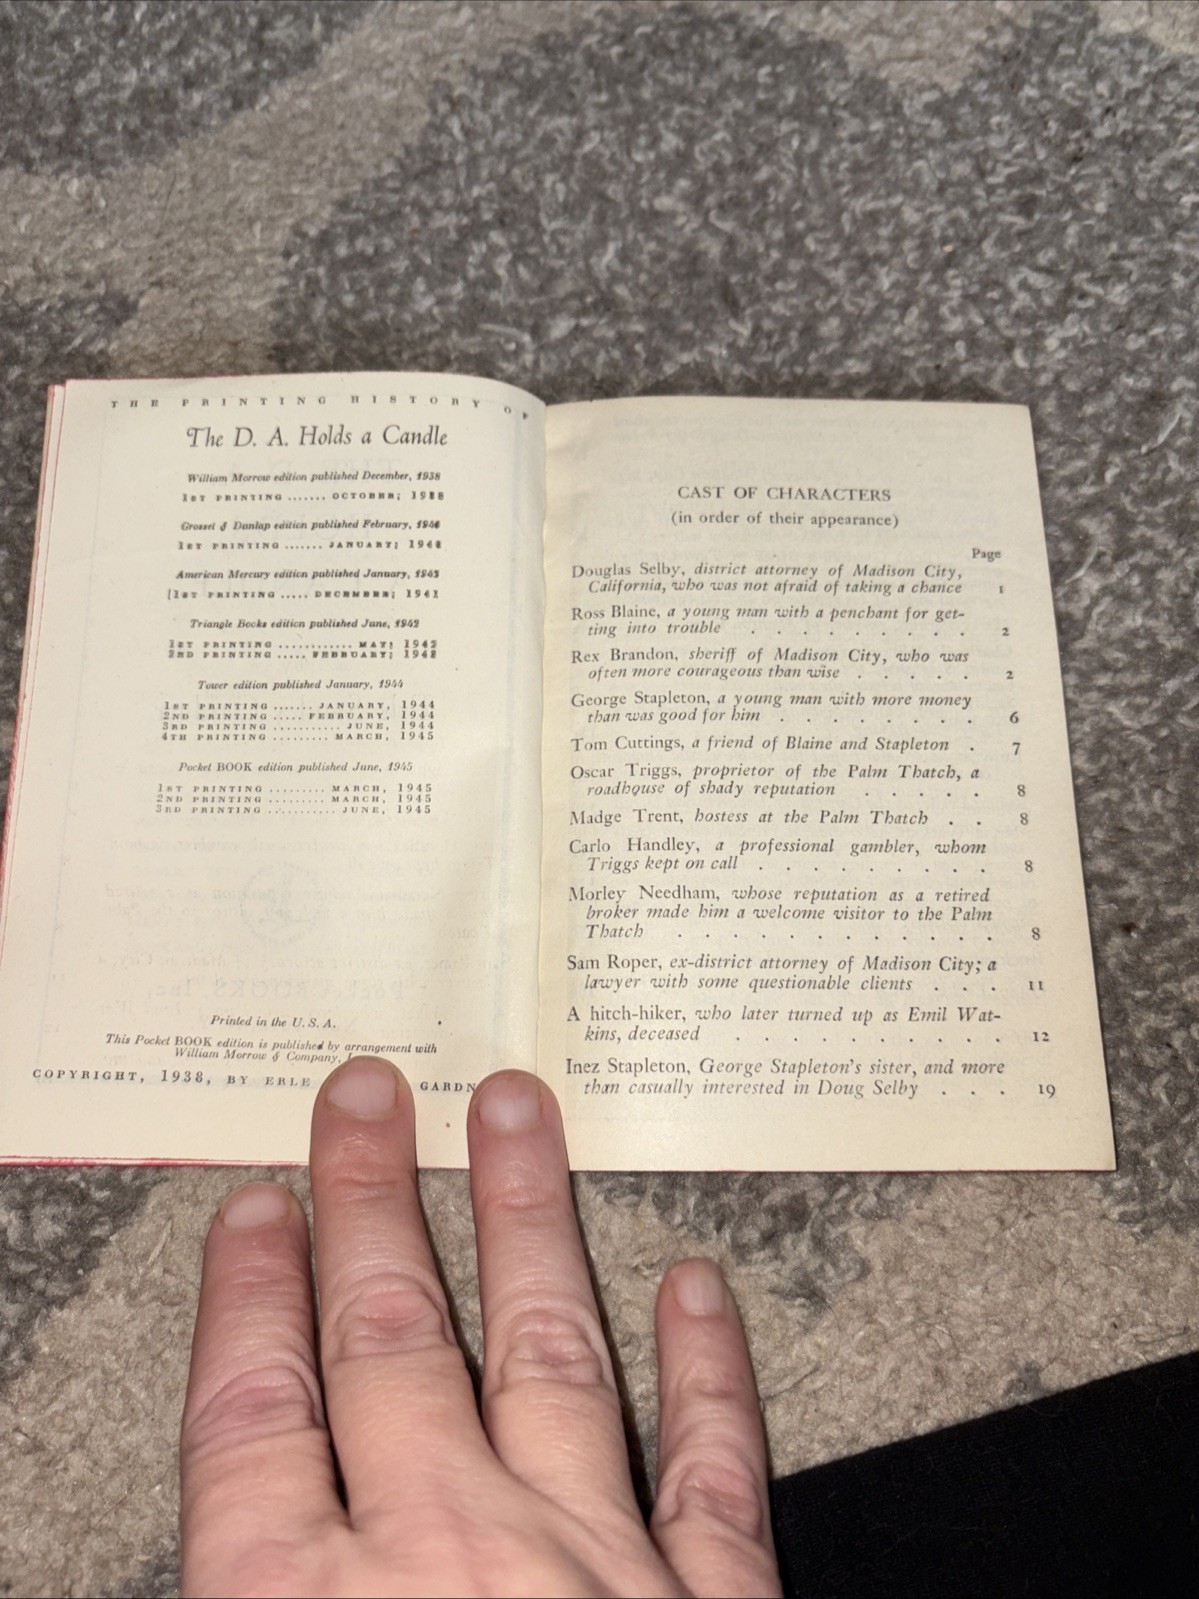 THE PRINTING HISTORY OF
The D. A. Holds a Candle
William Morrow edition published December, 1938
1ST PRINTING ....... OCTOBER; 1938
Grosset & Dunlap edition published February, 1940
1ST PRINTING ....... JANUARY; 1940
American Mercury edition published January, 1942
[1ST PRINTING ..... DECEMBER; 1941
Triangle Books edition published June, 1942
1ST PRINTING ............ MAY; 1942
2ND PRINTING ..... FEBRUARY;
Tower edition published January, 1944
1ST PRINTING ....... JANUARY, 1944
2ND PRINTING ..... FEBRUARY, 1944
3RD PRINTING ........... JUNE, 1944
4TH PRINTING ......... MARCH, 1945
Pocket BOOK edition published June, 1945
1ST PRINTING ......... MARCH, 1945
2ND PRINTING ......... MARCH, 1945
3RD PRINTING ........... JUNE, 1945
Printed in the U. S. A.
This Pocket BOOK edition is published by arrangement with
William Morrow & Company,
COPYRIGHT, 1938, BY ERLE GARDN
CAST OF CHARACTERS
(in order of their appearance)
Page
Douglas Selby, district attorney of Madison City,
California, who was not afraid of taking a chance 1
Ross Blaine, a young man with a penchant for get-
ting into trouble . . . . . . . . . 2
Rex Brandon, sheriff of Madison City, who was
often more courageous than wise . . . . . 2
George Stapleton, a young man with more money
than was good for him . . . . . . . . 6
Tom Cuttings, a friend of Blaine and Stapleton . 7
Oscar Triggs, proprietor of the Palm Thatch, a
roadhouse of shady reputation . . . . . 8
Madge Trent, hostess at the Palm Thatch . . 8
Carlo Handley, a professional gambler, whom
Triggs kept on call . . . . . . . . . 8
Morley Needham, whose reputation as a retired
broker made him a welcome visitor to the Palm
Thatch . . . . . . . . . . . . 8
Sam Roper, ex-district attorney of Madison City; a
lawyer with some questionable clients . . . 11
A hitch-hiker, who later turned up as Emil Wat-
kins, deceased . . . . . . . . . . . 12
Inez Stapleton, George Stapleton's sister, and more
than casually interested in Doug Selby . . . 19